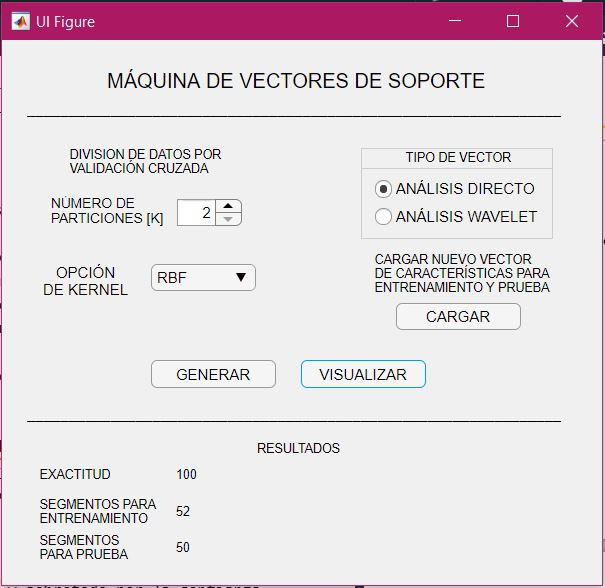 UI Figure
MÁQUINA DE VECTORES DE SOPORTE
DIVISION DE DATOS POR
VALIDACIÓN CRUZADA
NÚMERO DE
PARTICIONES [K]
2
TIPO DE VECTOR
ANÁLISIS DIRECTO
ANÁLISIS WAVELET
OPCIÓN
DE KERNEL
RBF
CARGAR NUEVO VECTOR
DE CARACTERÍSTICAS PARA
ENTRENAMIENTO Y PRUEBA
CARGAR
GENERAR
VISUALIZAR
RESULTADOS
EXACTITUD
100
SEGMENTOS PARA
ENTRENAMIENTO
52
SEGMENTOS
PARA PRUEBA
50